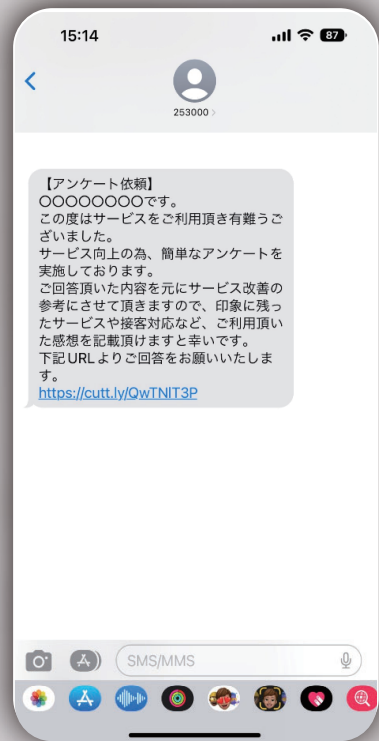 15:14
87
253000
【アンケート依頼】
〇〇〇〇〇〇〇〇です。
この度はサービスをご利用頂き有難うご
ざいました。
サービス向上の為、簡単なアンケートを
実施しております。
ご回答頂いた内容を元にサービス改善の
参考にさせて頂きますので、印象に残っ
たサービスや接客対応など、ご利用頂い
た感想を記載頂けますと幸いです。
下記URLよりご回答をお願いいたしま
す。
https://cutt.ly/QwTNlT3P
SMS/MMS